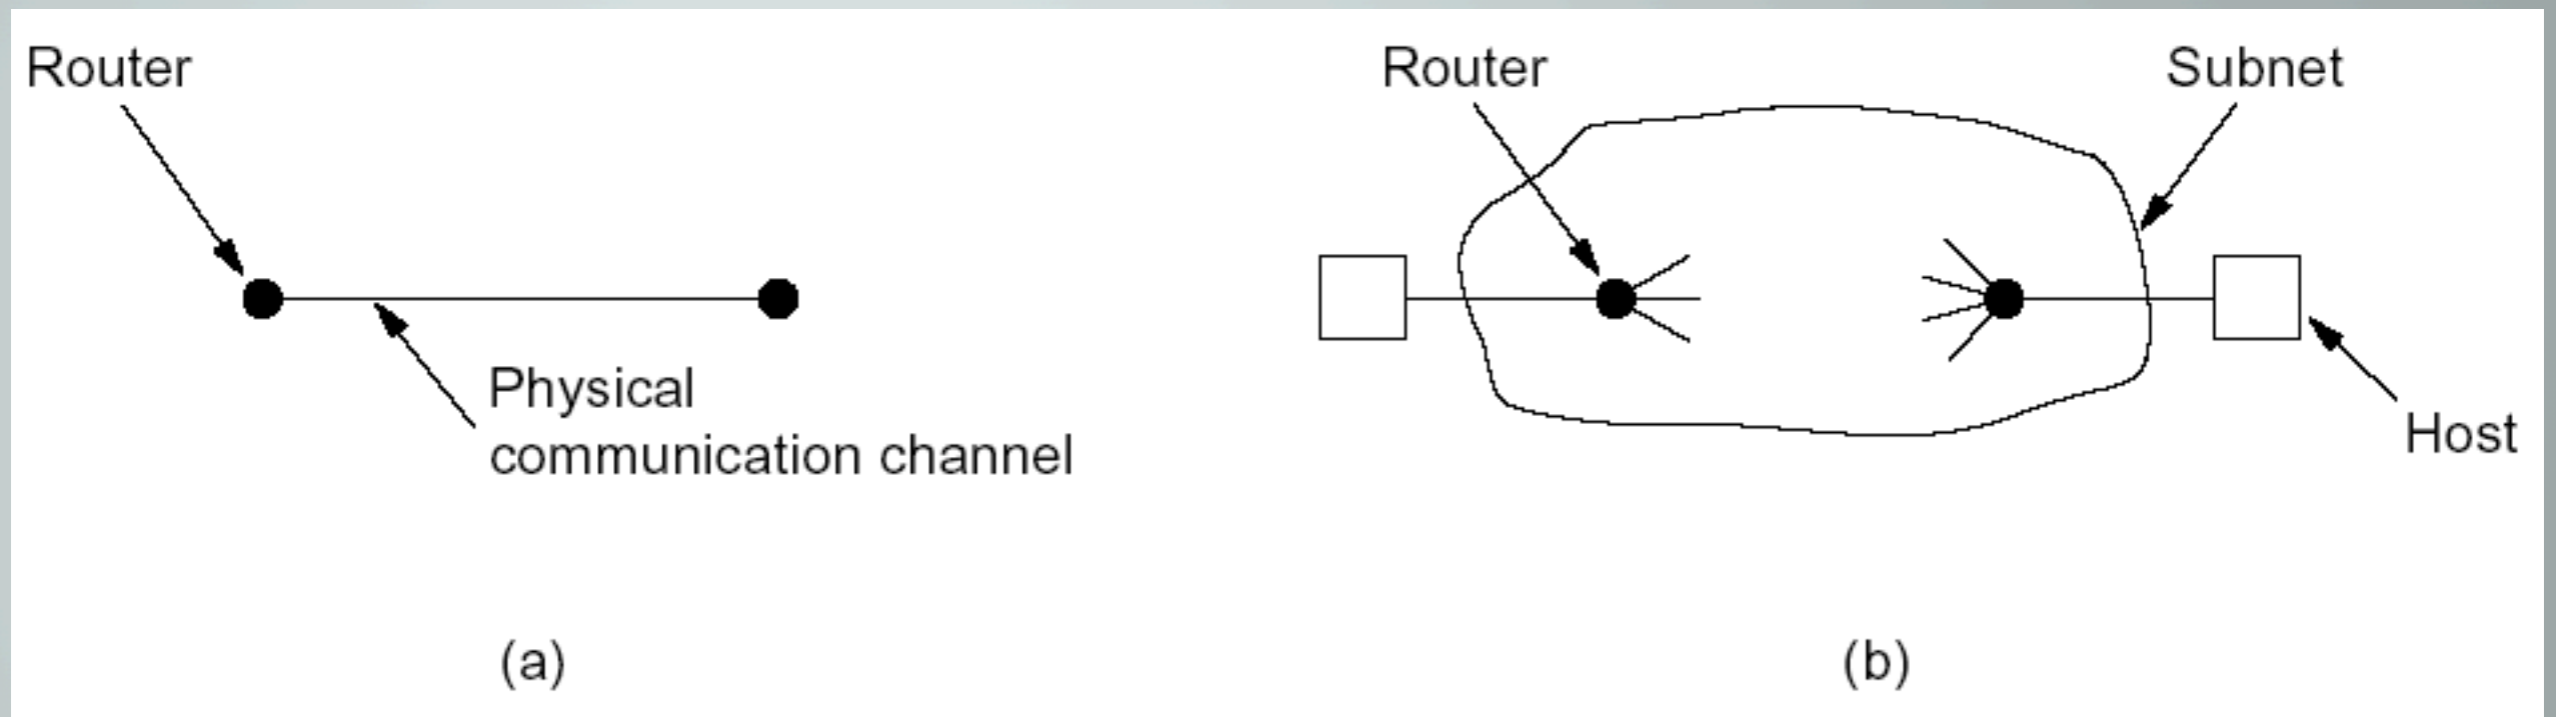 Router
Physical
communication channel
(a)
Router
Subnet
Host
(b)